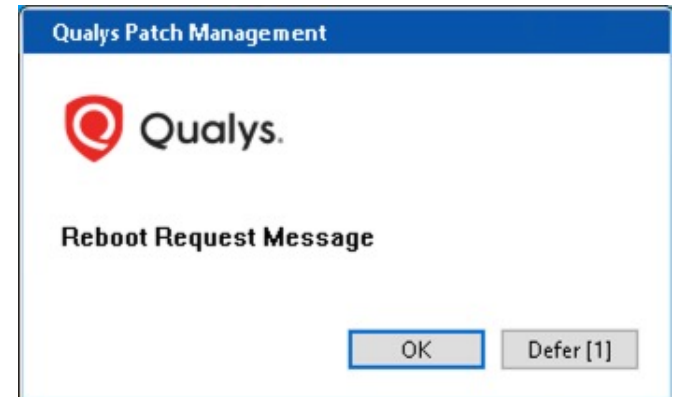 Qualys Patch Management
Qualys.
Reboot Request Message
OK Defer [1]